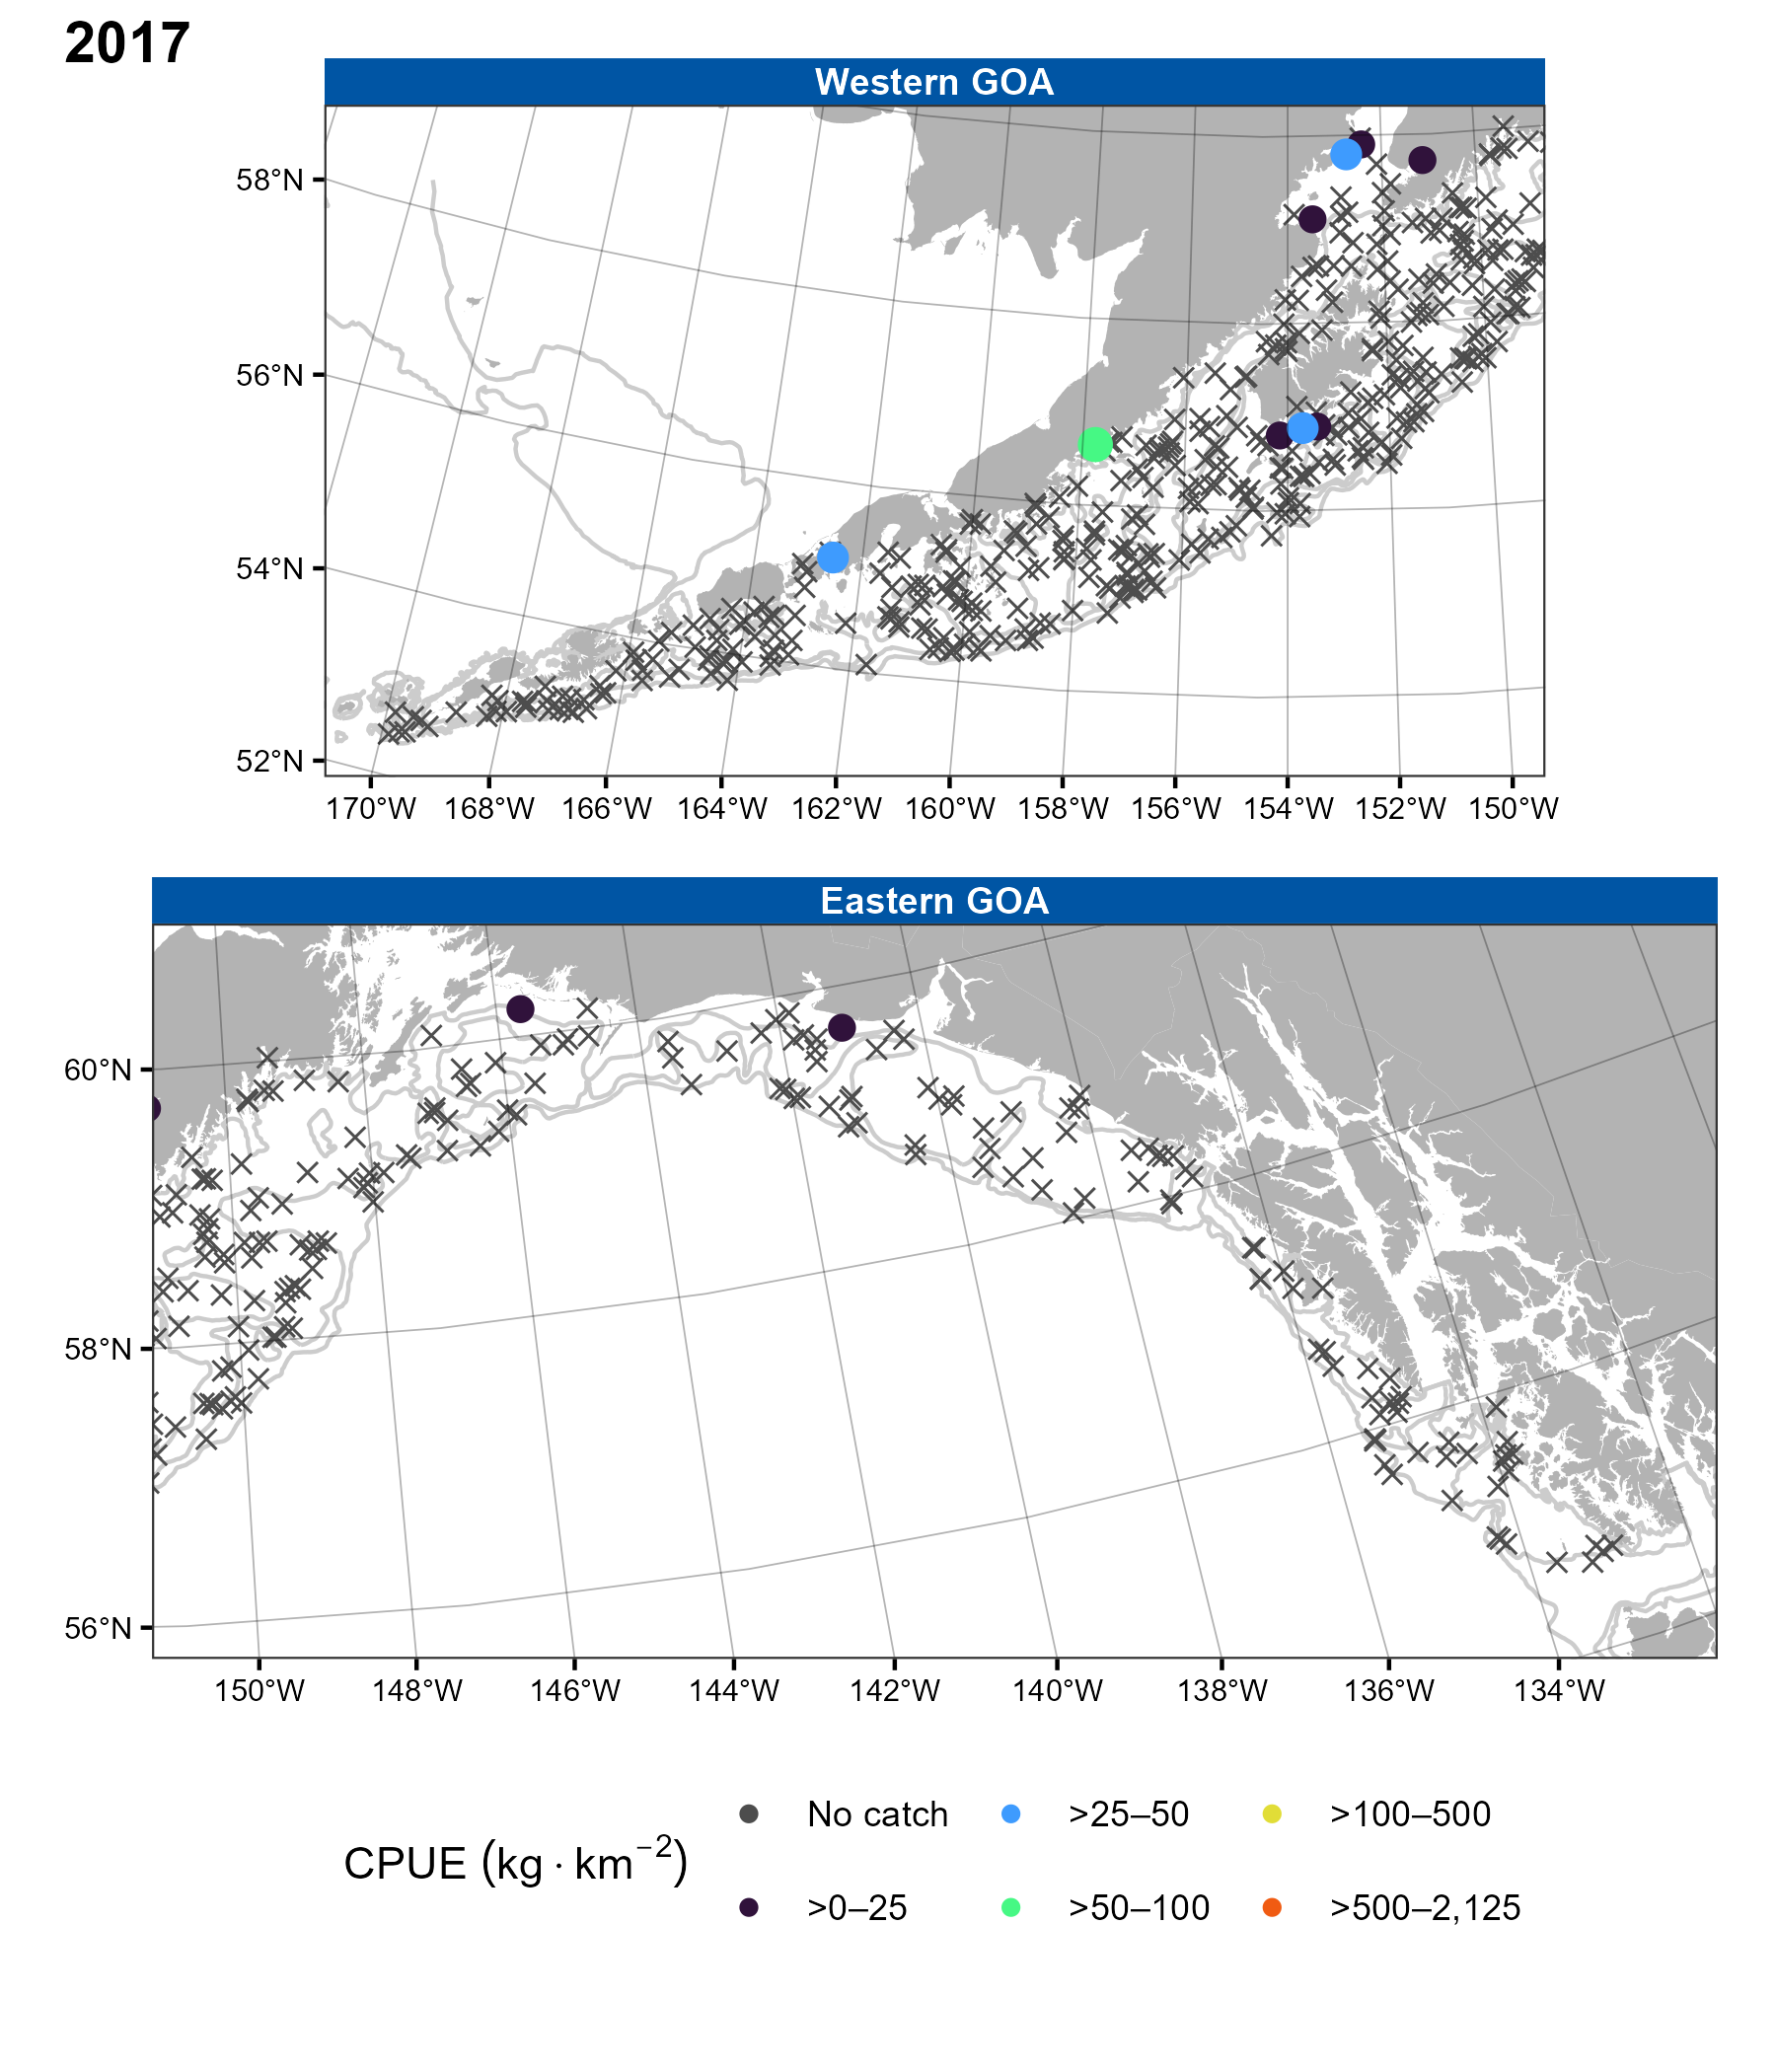 2017
Western GOA
58°N
56°N
54°N
52°N
170°W 168°W 166°W 164°W 162°W 160°W 158°W 156°W 154°W 152°W 150°W
Eastern GOA
60°N
58°N
56°N
150°W 148°W 146°W 144°W 142°W 140°W 138°W 136°W 134°W
CPUE (kg · km⁻²)
No catch >25–50 >100–500
>0–25 >50–100 >500–2,125